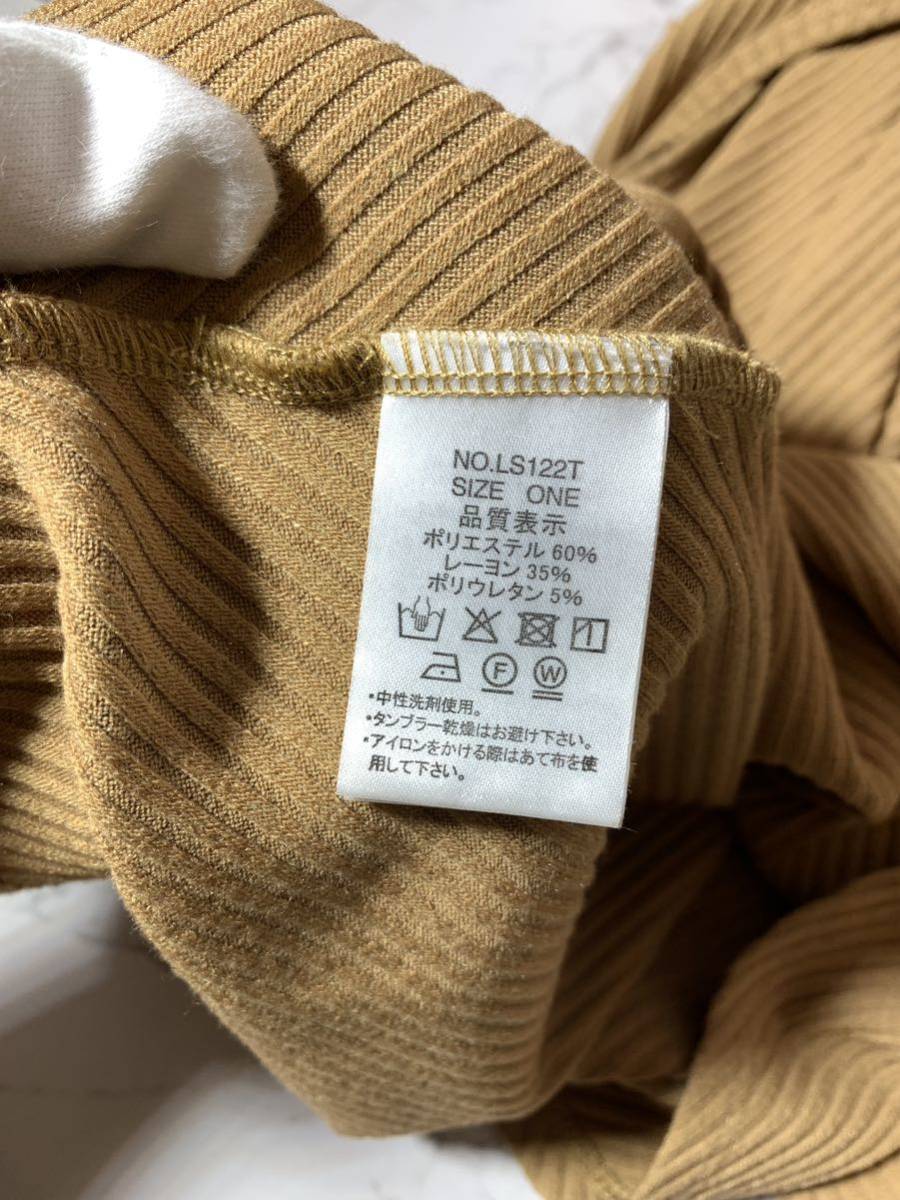 NO.LS122T
SIZE ONE
品質表示
ポリエステル 60%
レーヨン 35%
ポリウレタン 5%
F W
・中性洗剤使用。
・タンブラー乾燥はお避け下さい。
・アイロンをかける際はあて布を使
用して下さい。